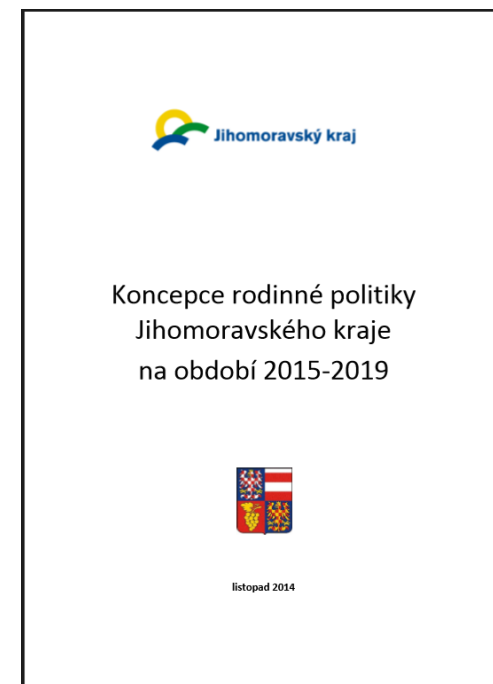 Jihomoravský kraj
Koncepce rodinné politiky
Jihomoravského kraje
na období 2015-2019
listopad 2014